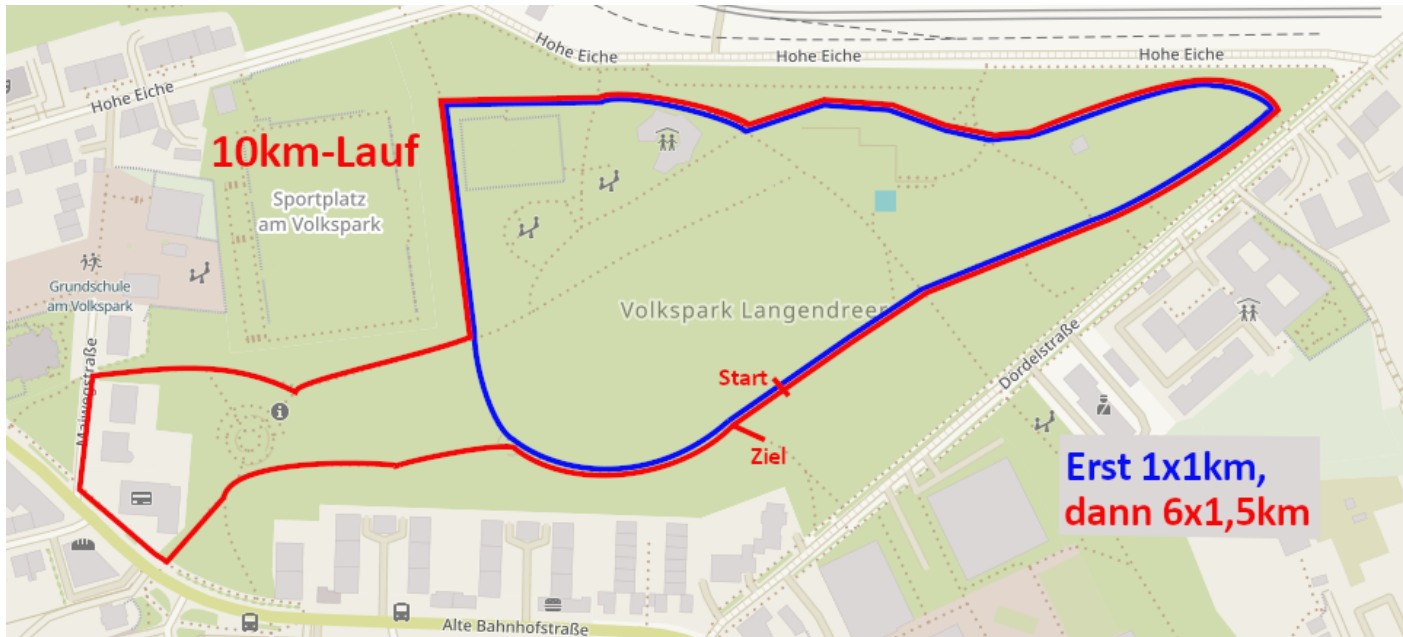 Hohe Eiche
Hohe Eiche
Hohe Eiche
Hohe Eiche
10km-Lauf
Sportplatz
am Volkspark
Grundschule
am Volkspark
Volkspark Langendreer
Maiwegstraße
Dördelstraße
Start
Ziel
Erst 1x1km,
dann 6x1,5km
Alte Bahnhofstraße